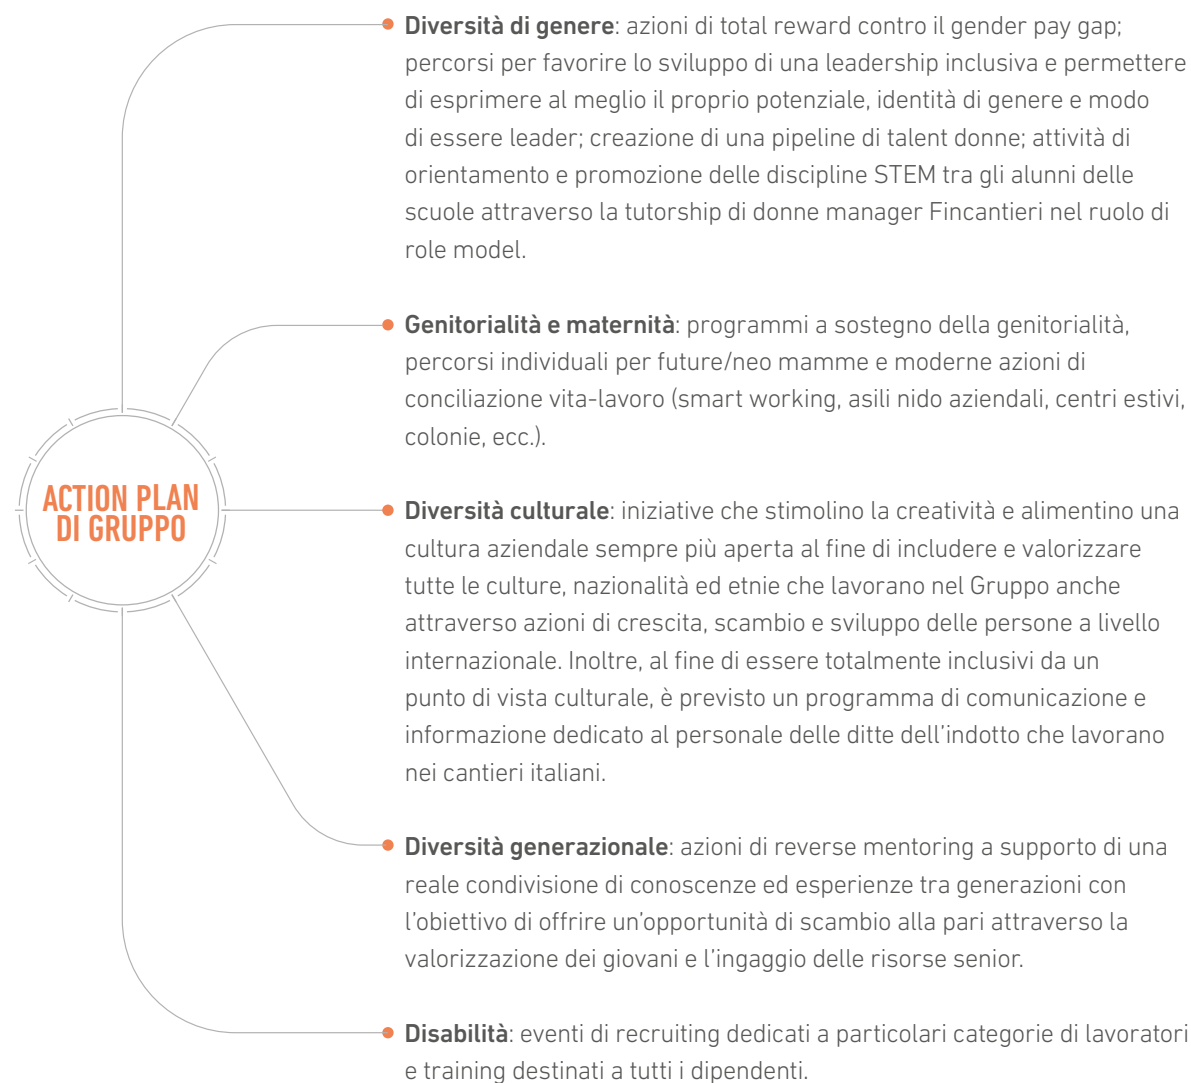 Diversità di genere: azioni di total reward contro il gender pay gap;
percorsi per favorire lo sviluppo di una leadership inclusiva e permettere
di esprimere al meglio il proprio potenziale, identità di genere e modo
di essere leader; creazione di una pipeline di talent donne; attività di
orientamento e promozione delle discipline STEM tra gli alunni delle
scuole attraverso la tutorship di donne manager Fincantieri nel ruolo di
role model.
Genitorialità e maternità: programmi a sostegno della genitorialità,
percorsi individuali per future/neo mamme e moderne azioni di
conciliazione vita-lavoro (smart working, asili nido aziendali, centri estivi,
colonie, ecc.).
ACTION PLAN
DI GRUPPO
Diversità culturale: iniziative che stimolino la creatività e alimentino una
cultura aziendale sempre più aperta al fine di includere e valorizzare
tutte le culture, nazionalità ed etnie che lavorano nel Gruppo anche
attraverso azioni di crescita, scambio e sviluppo delle persone a livello
internazionale. Inoltre, al fine di essere totalmente inclusivi da un
punto di vista culturale, è previsto un programma di comunicazione e
informazione dedicato al personale delle ditte dell’indotto che lavorano
nei cantieri italiani.
Diversità generazionale: azioni di reverse mentoring a supporto di una
reale condivisione di conoscenze ed esperienze tra generazioni con
l’obiettivo di offrire un’opportunità di scambio alla pari attraverso la
valorizzazione dei giovani e l’ingaggio delle risorse senior.
Disabilità: eventi di recruiting dedicati a particolari categorie di lavoratori
e training destinati a tutti i dipendenti.